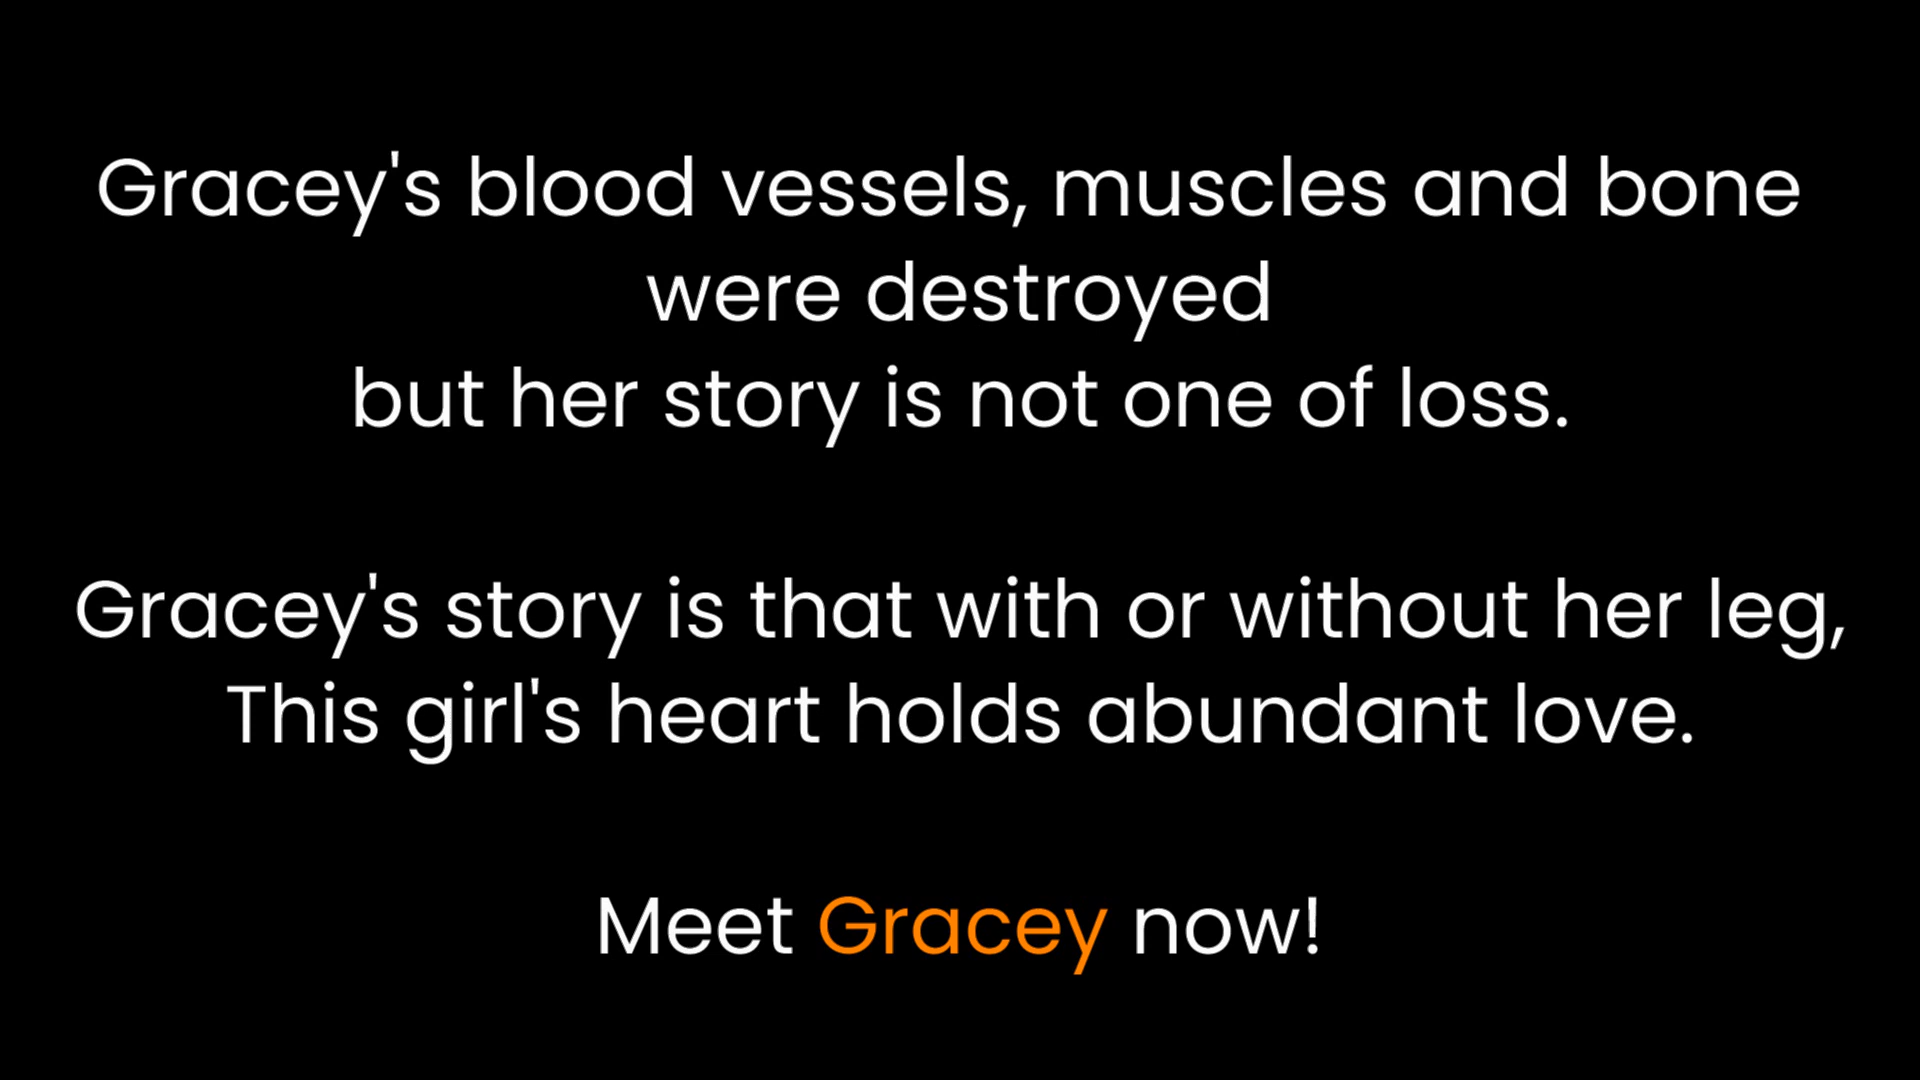 Gracey's blood vessels, muscles and bone
were destroyed
but her story is not one of loss.
Gracey's story is that with or without her leg,
This girl's heart holds abundant love.
Meet Gracey now!